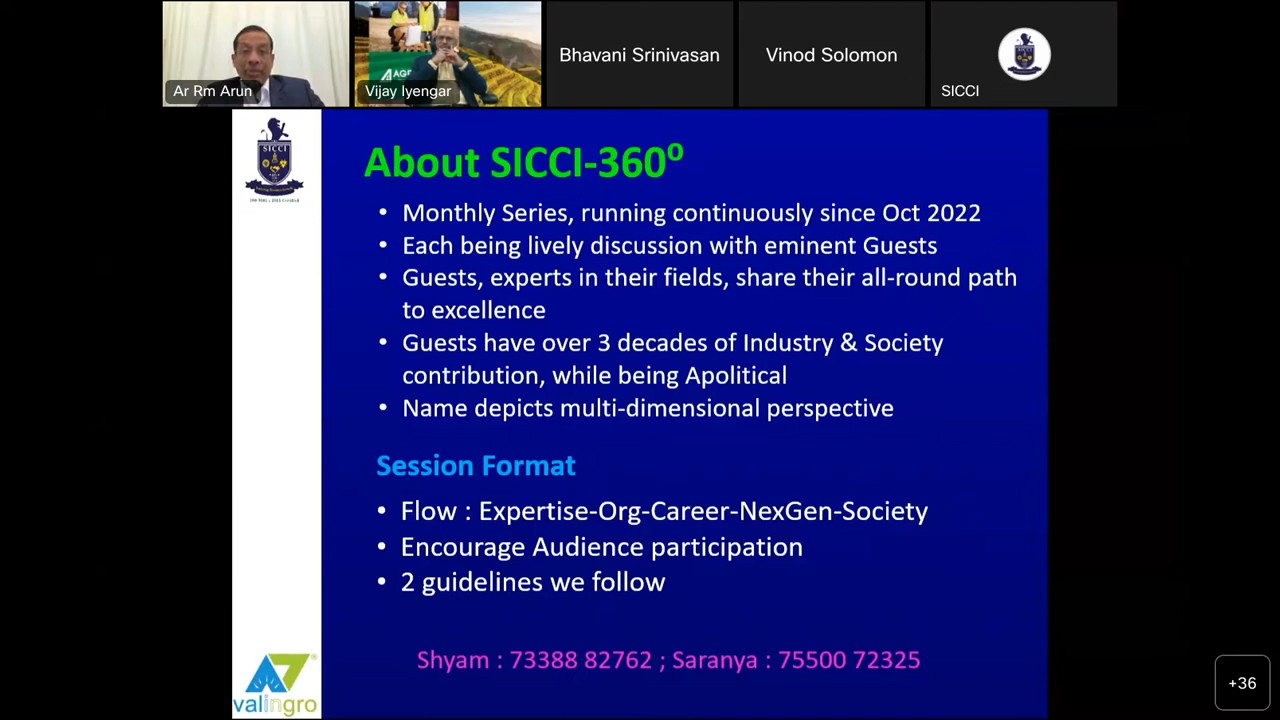 Ar Rm Arun
Vijay Iyengar
Bhavani Srinivasan
Vinod Solomon
SICCI
SICCI
About SICCI-360⁰
• Monthly Series, running continuously since Oct 2022
• Each being lively discussion with eminent Guests
• Guests, experts in their fields, share their all-round path
to excellence
• Guests have over 3 decades of Industry & Society
contribution, while being Apolitical
• Name depicts multi-dimensional perspective
Session Format
• Flow : Expertise-Org-Career-NexGen-Society
• Encourage Audience participation
• 2 guidelines we follow
Shyam : 73388 82762 ; Saranya : 75500 72325
valingro
+36